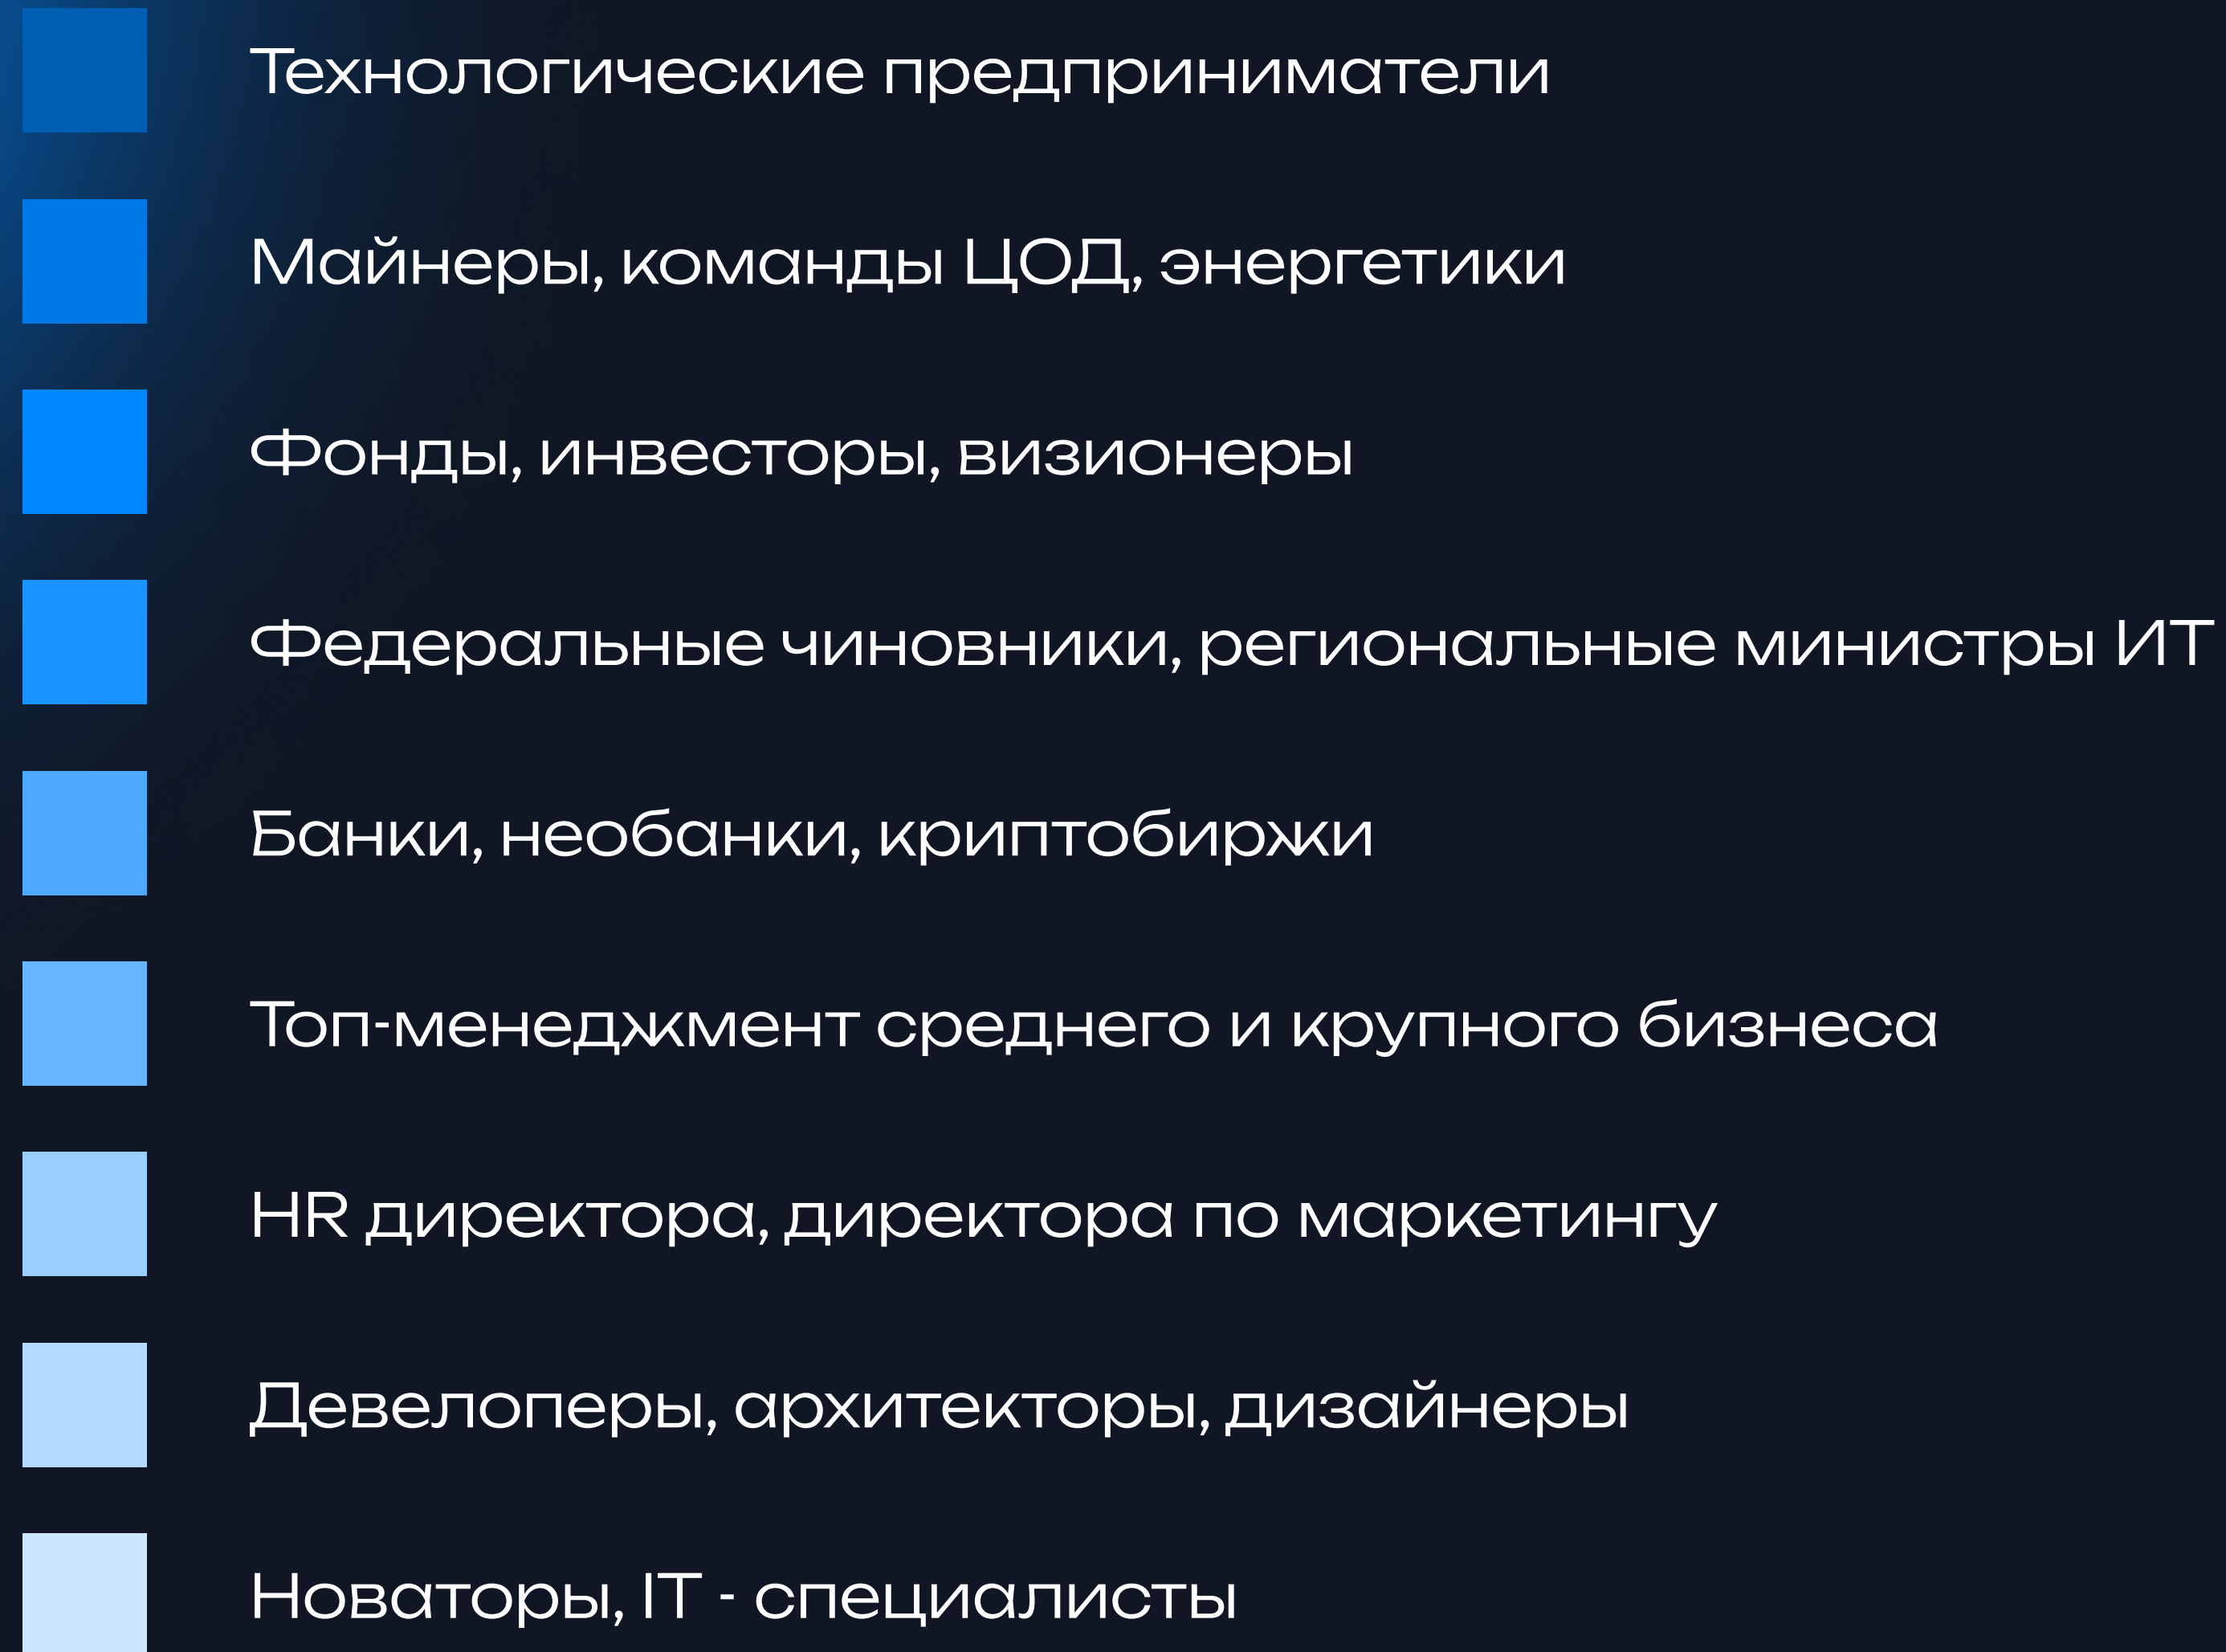 Технологические предприниматели
Майнеры, команды ЦОД, энергетики
Фонды, инвесторы, визионеры
Федеральные чиновники, региональные министры ИТ
Банки, необанки, криптобиржи
Топ-менеджмент среднего и крупного бизнеса
HR директора, директора по маркетингу
Девелоперы, архитекторы, дизайнеры
Новаторы, IT - специалисты